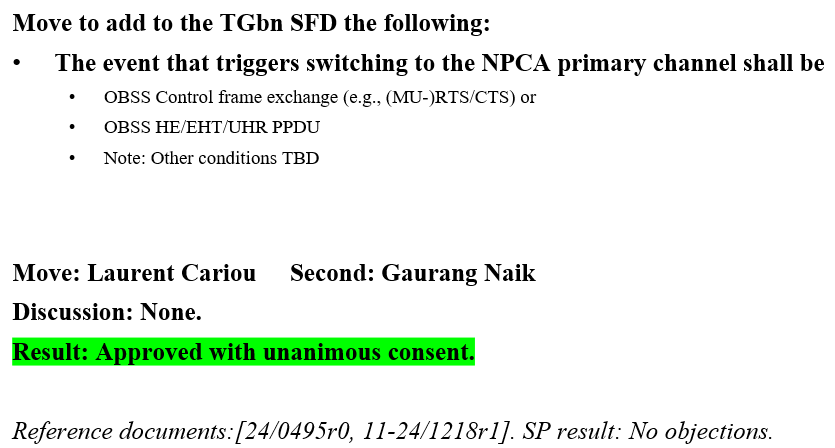 Move to add to the TGbn SFD the following:
• The event that triggers switching to the NPCA primary channel shall be
• OBSS Control frame exchange (e.g., (MU-)RTS/CTS) or
• OBSS HE/EHT/UHR PPDU
• Note: Other conditions TBD
Move: Laurent Cariou Second: Gaurang Naik
Discussion: None.
Result: Approved with unanimous consent.
Reference documents:[24/0495r0, 11-24/1218r1]. SP result: No objections.